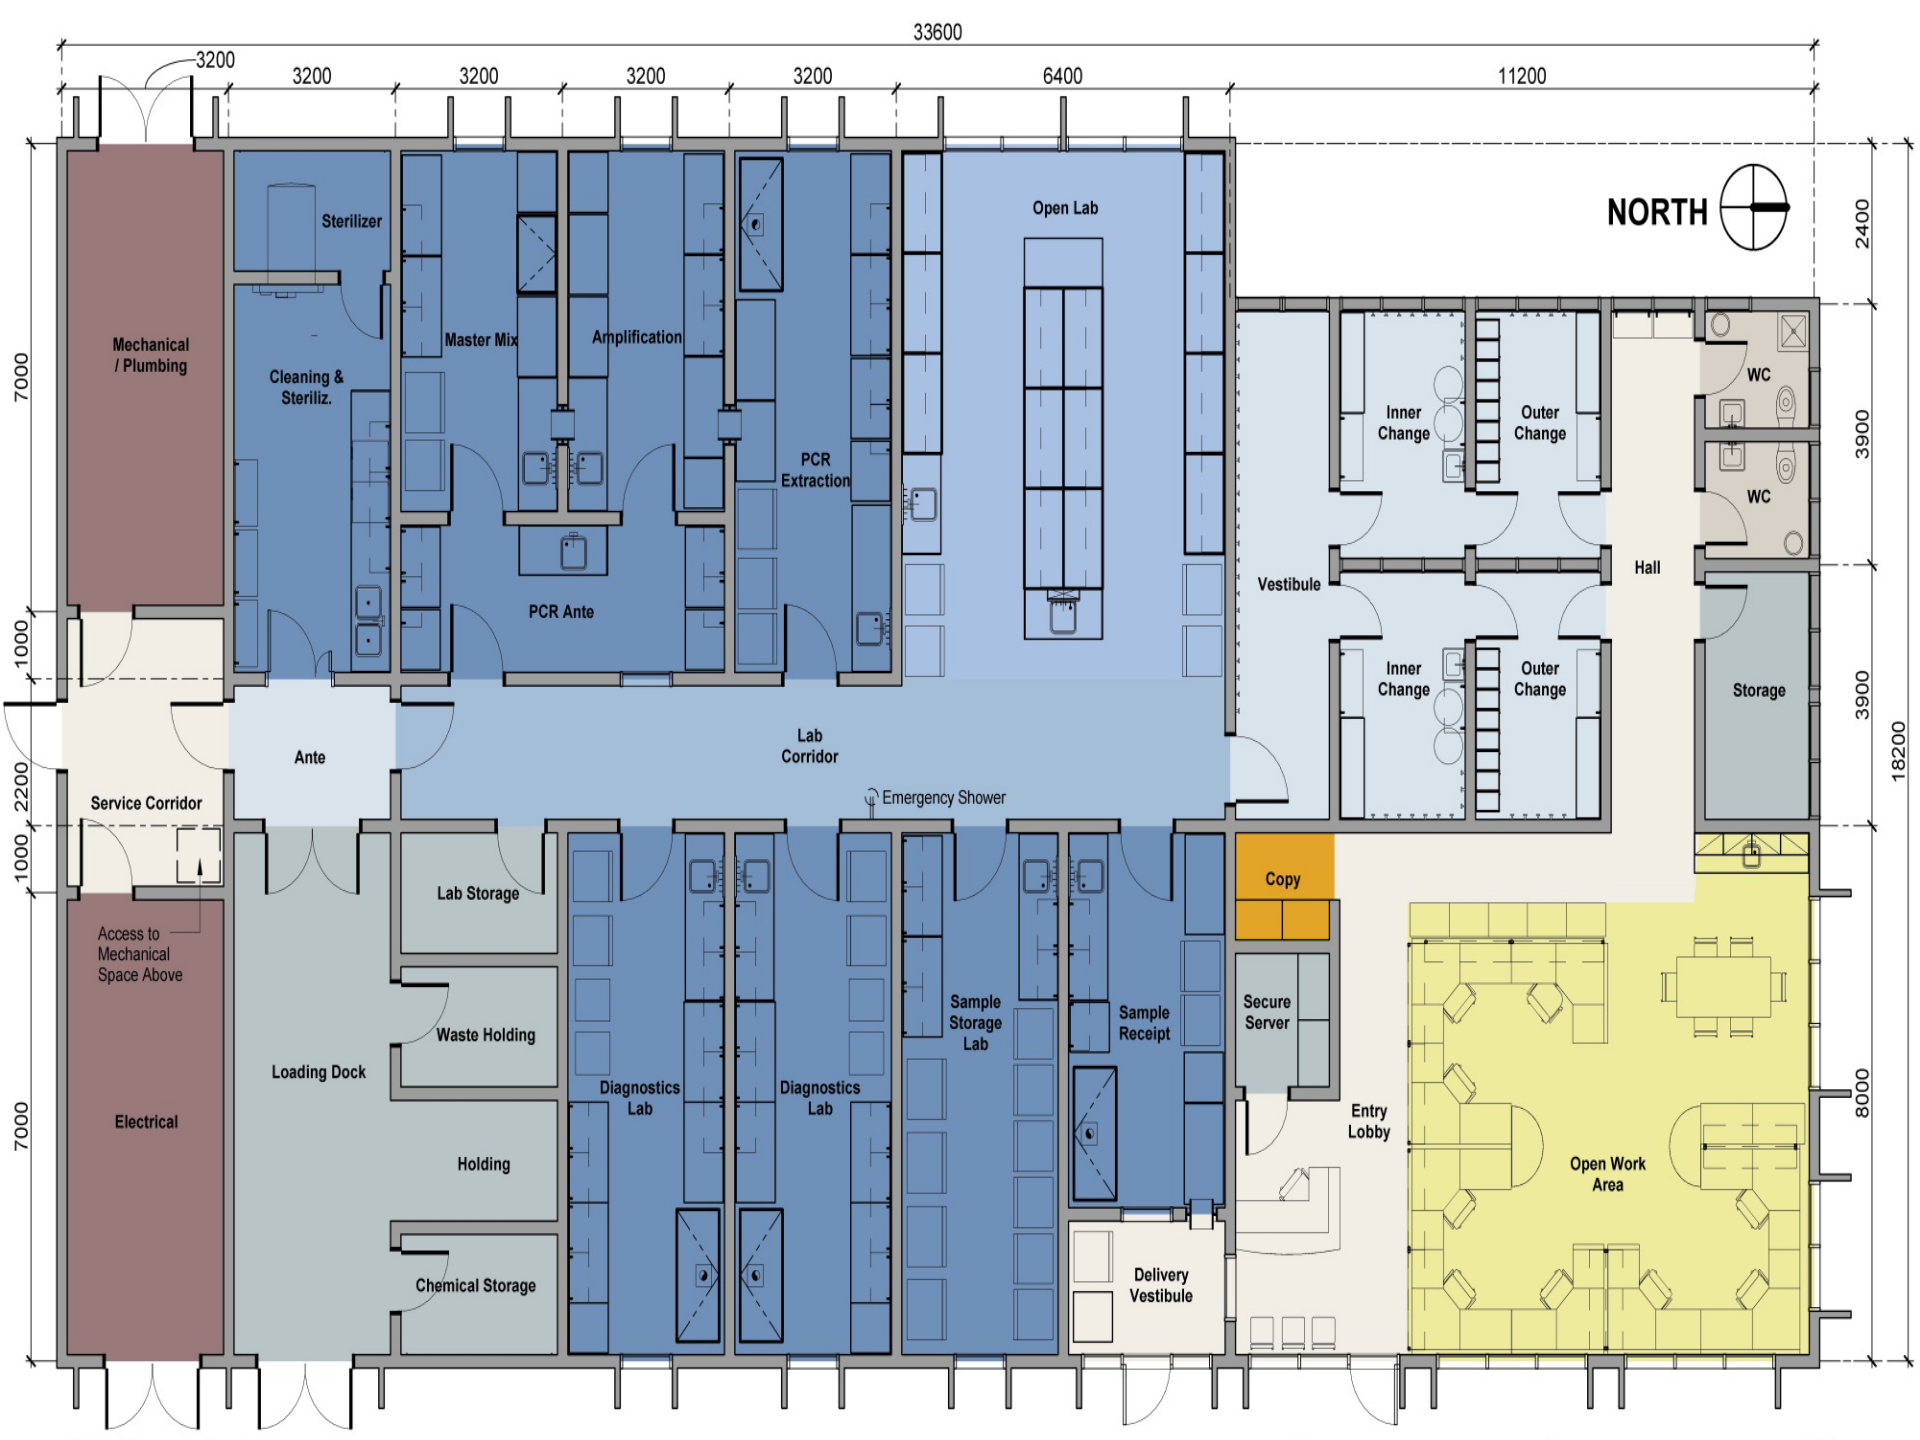 33600
3200
3200
3200
3200
3200
6400
11200
NORTH
2400
3900
3900
18200
8000
7000
1000
2200
1000
7000
Mechanical
/ Plumbing
Sterilizer
Cleaning &
Steriliz.
Master Mix
Amplification
PCR
Extraction
PCR Ante
Open Lab
Vestibule
Inner
Change
Outer
Change
Inner
Change
Outer
Change
Hall
WC
WC
Storage
Service Corridor
Ante
Lab
Corridor
Emergency Shower
Access to
Mechanical
Space Above
Electrical
Loading Dock
Lab Storage
Waste Holding
Holding
Chemical Storage
Diagnostics
Lab
Diagnostics
Lab
Sample
Storage
Lab
Sample
Receipt
Delivery
Vestibule
Copy
Secure
Server
Entry
Lobby
Open Work
Area